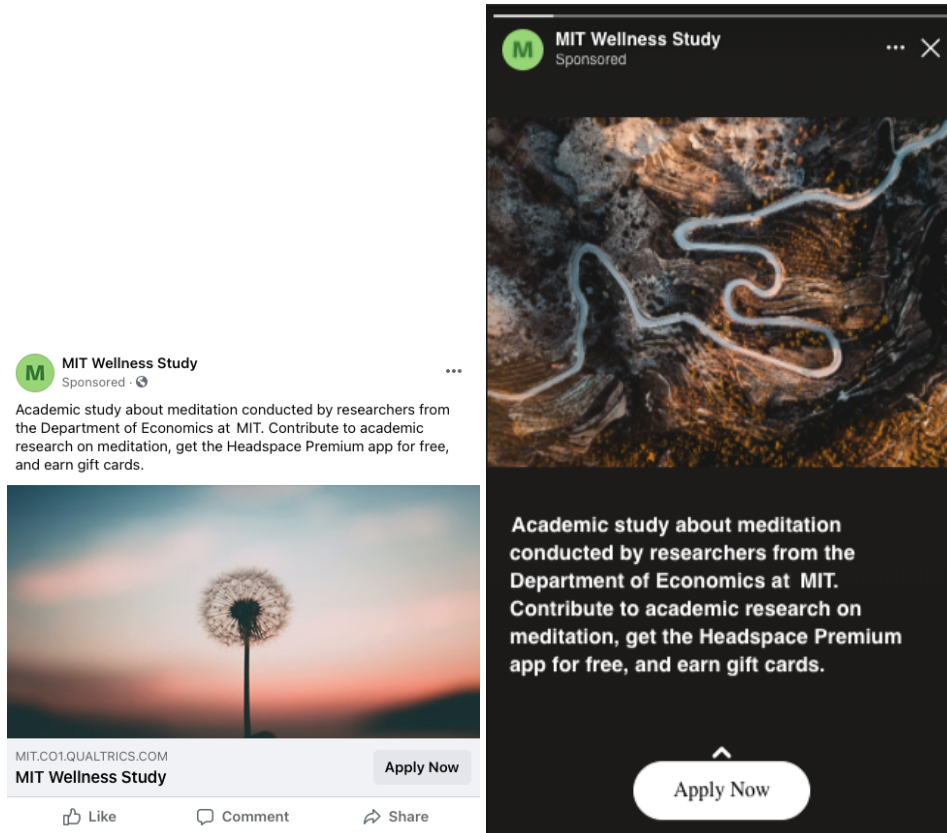 M
MIT Wellness Study
Sponsored ·
Academic study about meditation conducted by researchers from
the Department of Economics at MIT. Contribute to academic
research on meditation, get the Headspace Premium app for free,
and earn gift cards.
MIT.CO1.QUALTRICS.COM
MIT Wellness Study
Apply Now
Like
Comment
Share
M
MIT Wellness Study
Sponsored
Academic study about meditation
conducted by researchers from the
Department of Economics at MIT.
Contribute to academic research on
meditation, get the Headspace Premium
app for free, and earn gift cards.
Apply Now